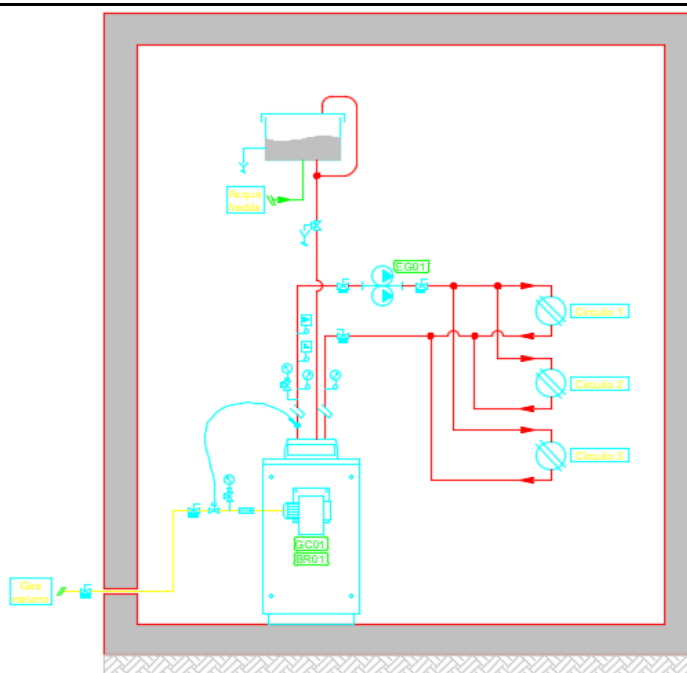 Acqua
fredda
EG01
Circuito 1
Circuito 2
Circuito 3
GC01
BR01
Gas
metano